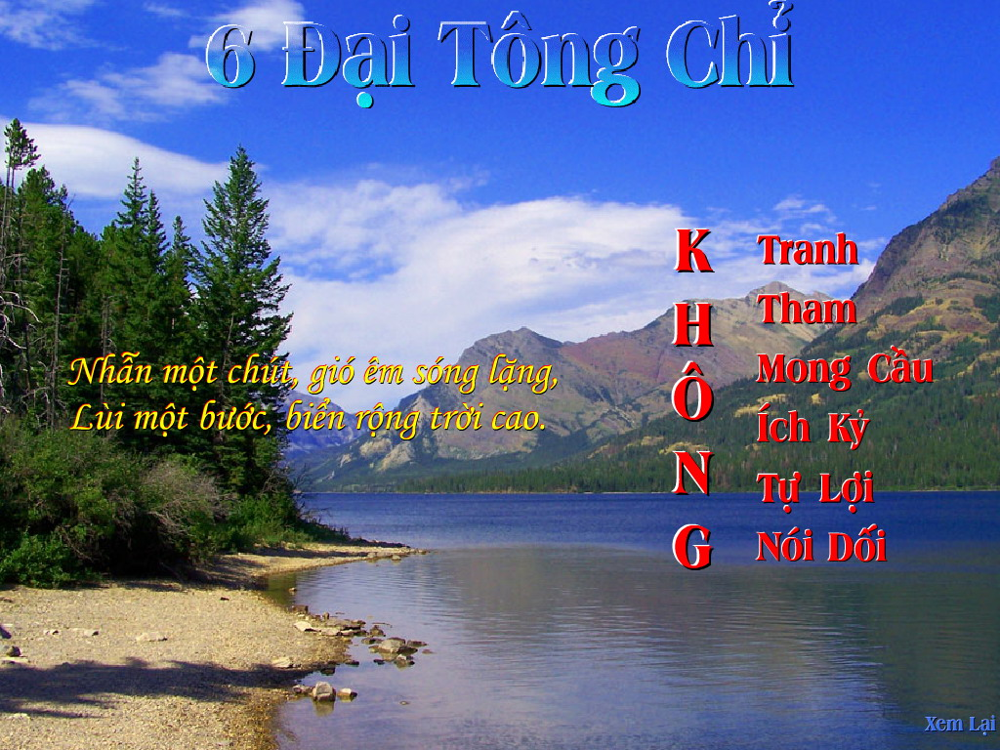 6 Đại Tông Chỉ
Nhẫn một chút, gió êm sóng lặng,
Lùi một bước, biển rộng trời cao.
KHÔNG
Tranh
Tham
Mong Cầu
Ích Kỷ
Tự Lợi
Nói Dối
Xem Lại